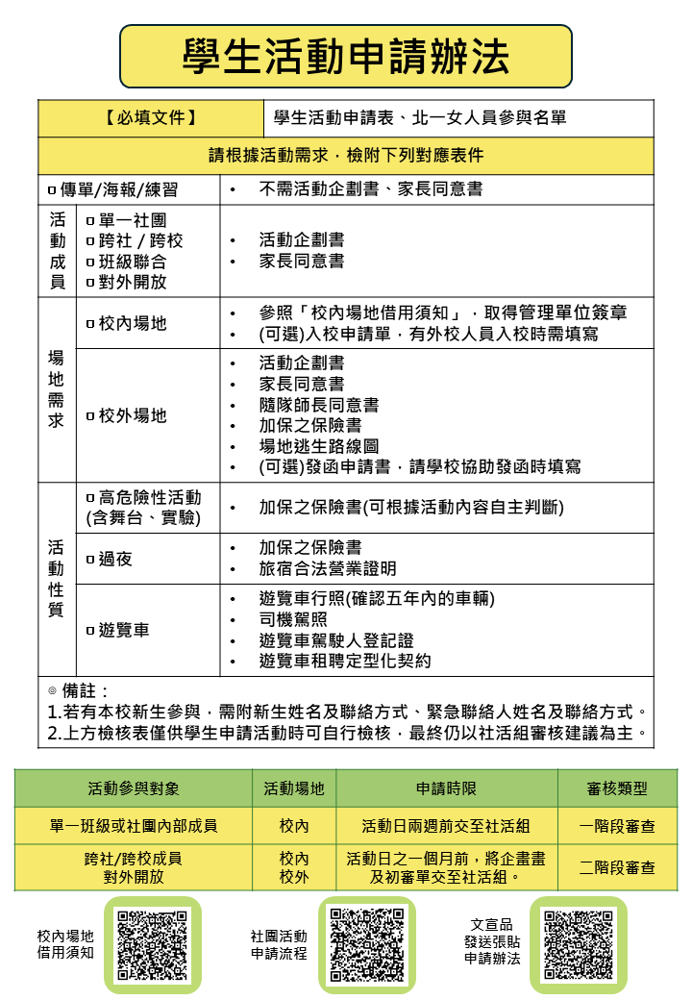 學生活動申請辦法
【必填文件】
學生活動申請表、北一女人員參與名單
請根據活動需求，檢附下列對應表件
□傳單/海報/練習
• 不需活動企劃書、家長同意書
活動成員
□單一社團
□跨社 / 跨校
□班級聯合
□對外開放
• 活動企劃書
• 家長同意書
場地需求
□校內場地
• 參照「校內場地借用須知」，取得管理單位簽章
• (可選)入校申請單，有外校人員入校時需填寫
□校外場地
• 活動企劃書
• 家長同意書
• 隨隊師長同意書
• 加保之保險書
• 場地逃生路線圖
• (可選)發函申請書，請學校協助發函時填寫
活動性質
□高危險性活動
(含舞台、實驗)
• 加保之保險書(可根據活動內容自主判斷)
□過夜
• 加保之保險書
• 旅宿合法營業證明
□遊覽車
• 遊覽車行照(確認五年內的車輛)
• 司機駕照
• 遊覽車駕駛人登記證
• 遊覽車租聘定型化契約
◎備註：
1.若有本校新生參與，需附新生姓名及聯絡方式、緊急聯絡人姓名及聯絡方式。
2.上方檢核表僅供學生申請活動時可自行檢核，最終仍以社活組審核建議為主。
活動參與對象
活動場地
申請時限
審核類型
單一班級或社團內部成員
校內
活動日兩週前交至社活組
一階段審查
跨社/跨校成員
對外開放
校內
校外
活動日之一個月前，將企畫畫
及初審單交至社活組。
二階段審查
校內場地
借用須知
社團活動
申請流程
文宣品
發送張貼
申請辦法